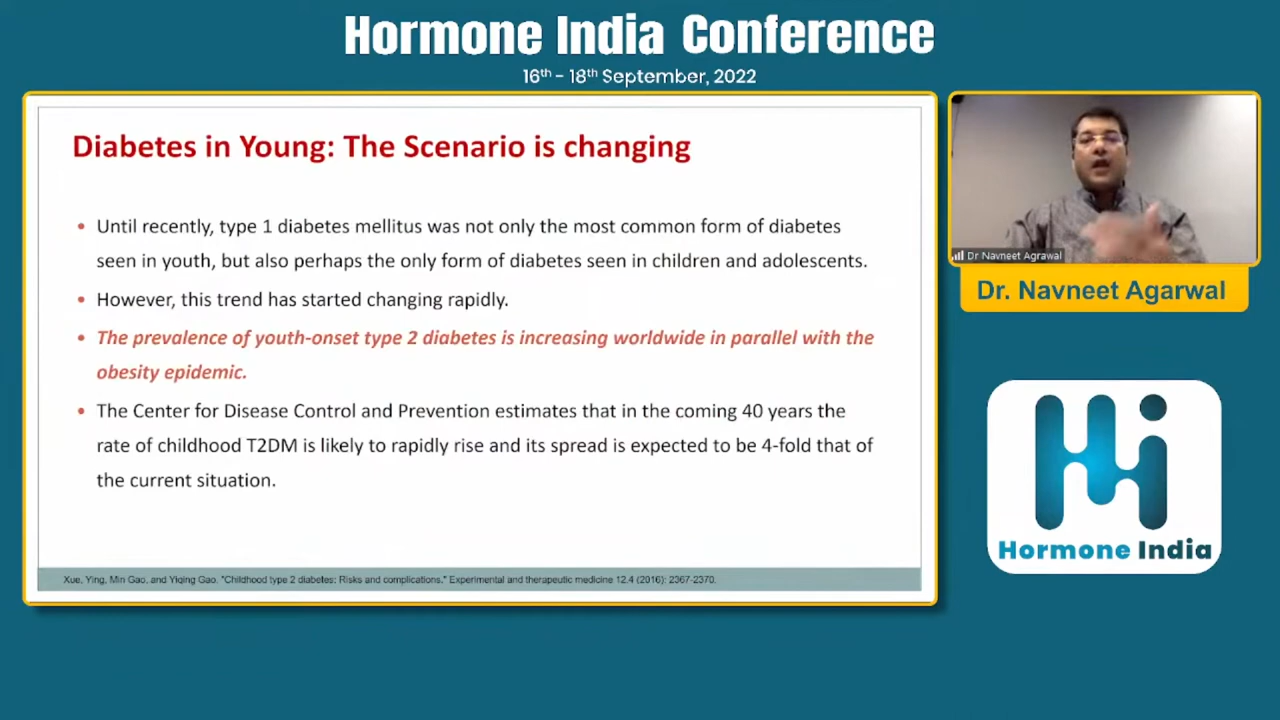 Hormone India Conference
16th - 18th September, 2022
Diabetes in Young: The Scenario is changing
• Until recently, type 1 diabetes mellitus was not only the most common form of diabetes
seen in youth, but also perhaps the only form of diabetes seen in children and adolescents.
• However, this trend has started changing rapidly.
• The prevalence of youth-onset type 2 diabetes is increasing worldwide in parallel with the
obesity epidemic.
• The Center for Disease Control and Prevention estimates that in the coming 40 years the
rate of childhood T2DM is likely to rapidly rise and its spread is expected to be 4-fold that of
the current situation.
Xue, Ying, Min Gao, and Yiqing Gao. "Childhood type 2 diabetes: Risks and complications." Experimental and therapeutic medicine 12.4 (2016): 2367-2370.
Dr Navneet Agrawal
Dr. Navneet Agarwal
Hi
Hormone India